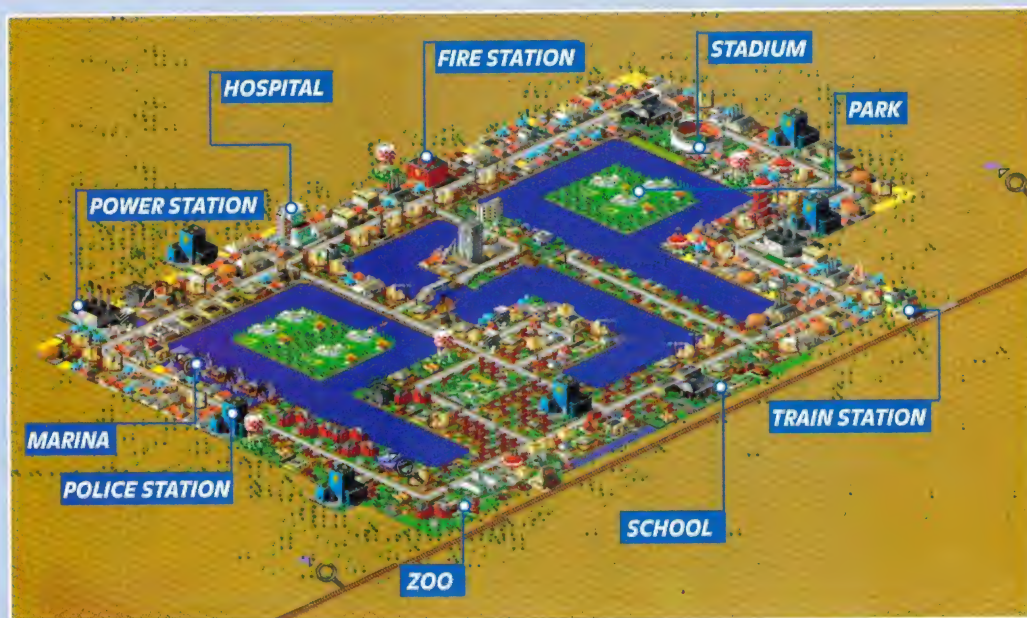 FIRE STATION
STADIUM
HOSPITAL
PARK
POWER STATION
MARINA
POLICE STATION
TRAIN STATION
SCHOOL
ZOO